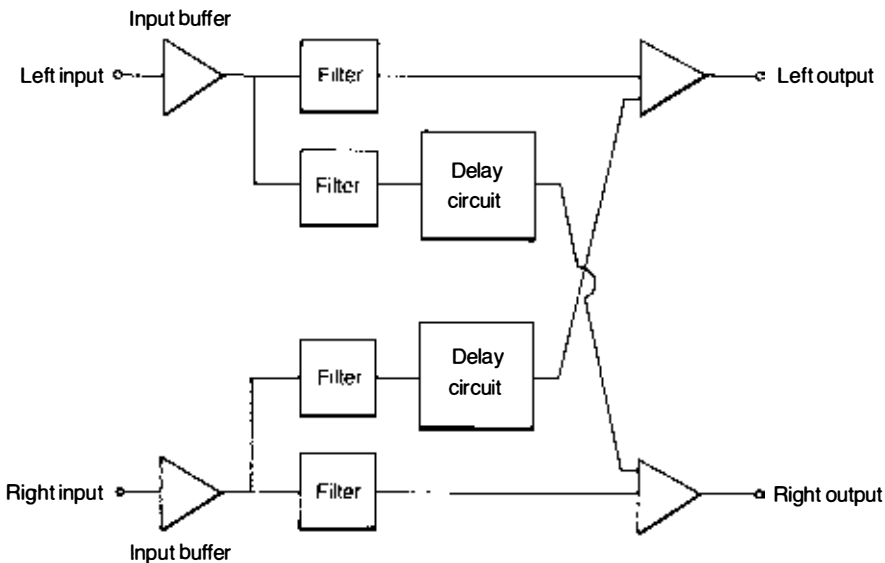 Input buffer
Left input
Filter
Left output
Filter
Delay
circuit
Filter
Delay
circuit
Right input
Filter
Right output
Input buffer